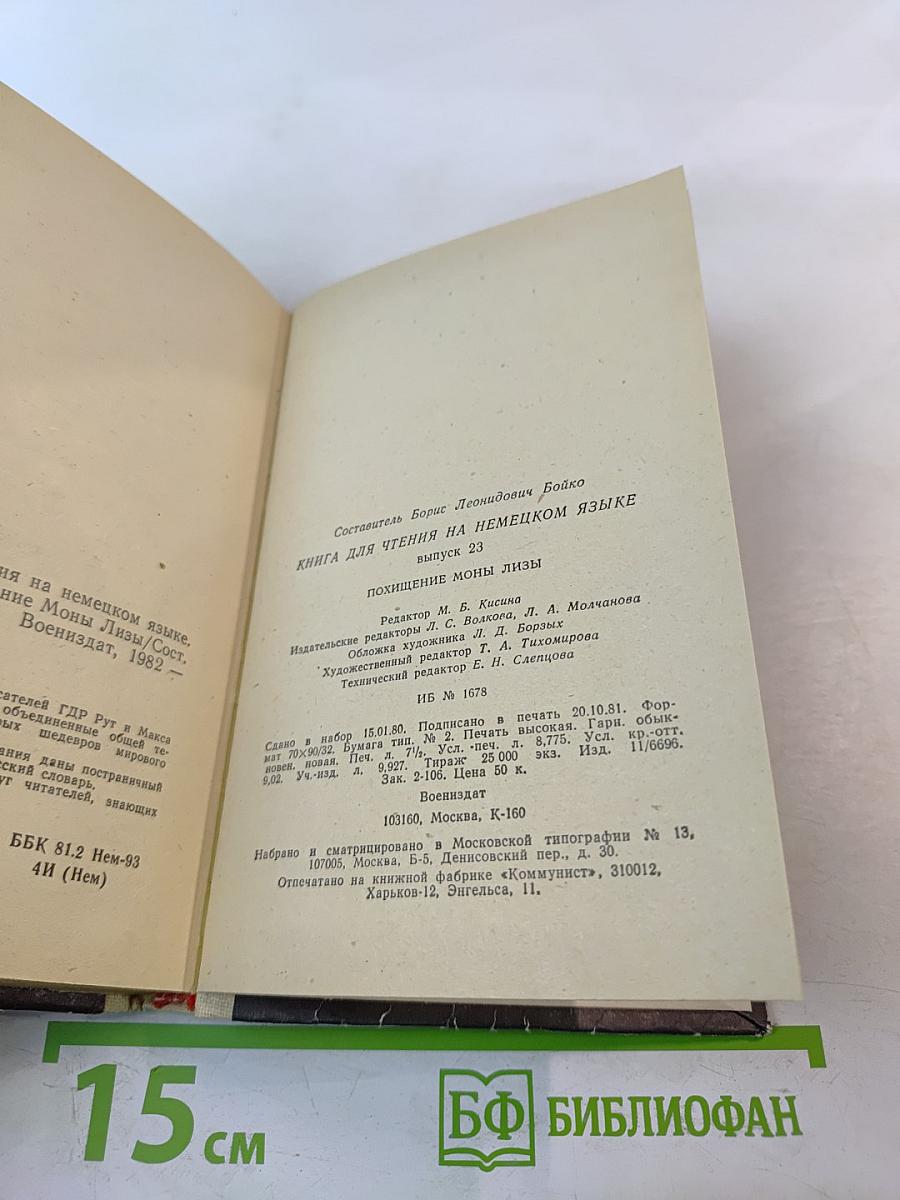 ия на немецком языке.
ние Моны Лизы/Сост.
Воениздат, 1982 —
сателей ГДР Рут и Макса
объединенные общей те-
рых шедевров мирового
ания даны постраничный
сский словарь.
уг читателей, знающих
ББК 81.2 Нем-93
4И (Нем)
Составитель Борис Леонидович Бойко
КНИГА ДЛЯ ЧТЕНИЯ НА НЕМЕЦКОМ ЯЗЫКЕ
выпуск 23
ПОХИЩЕНИЕ МОНЫ ЛИЗЫ
Редактор М. Б. Кисина
Издательские редакторы Л. С. Волкова, Л. А. Молчанова
Обложка художника Л. Д. Борзых
Художественный редактор Т. А. Тихомирова
Технический редактор Е. Н. Слепцова
ИБ № 1678
Сдано в набор 15.01.80. Подписано в печать 20.10.81. Фор-
мат 70×90/32. Бумага тип. № 2. Печать высокая. Гарн. обык-
новен. новая. Печ. л. 7½. Усл. печ. л. 8,775. Усл. кр.-отт.
9,02. Уч.-изд. л. 9,927. Тираж 25 000 экз. Изд. 11/6696.
Зак. 2-106. Цена 50 к.
Воениздат
103160, Москва, К-160
Набрано и сматрицировано в Московской типографии № 13,
107005, Москва, Б-5, Денисовский пер., д. 30.
Отпечатано на книжной фабрике «Коммунист», 310012,
Харьков-12, Энгельса, 11.
15 см
БФ БИБЛИОФАН